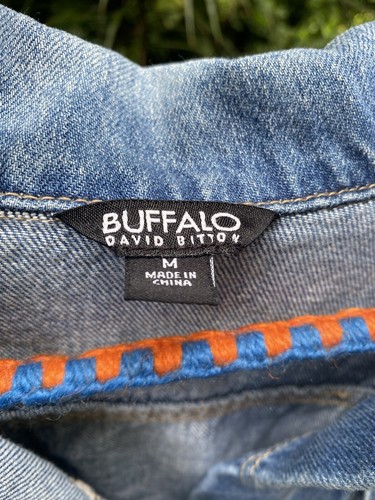 BUFFALO
DAVID BITTON
M
MADE IN
CHINA